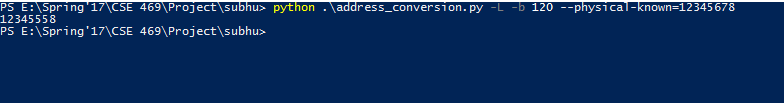 PS E:\Spring'17\CSE 469\Project\subhu> python .\address_conversion.py -L -b 120 --physical-known=12345678
12345558
PS E:\Spring'17\CSE 469\Project\subhu>